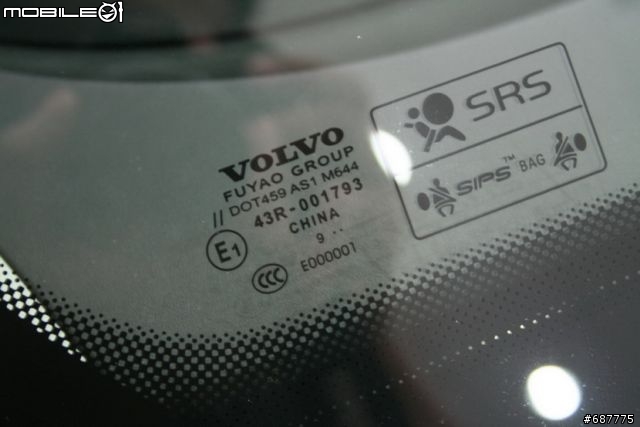 MOBILE01
VOLVO
FUYAO GROUP
// DOT459 AS1 M644
43R-001793
CHINA
9 ..
E1
CCC
E000001
SRS
SIPS™ BAG
#687775